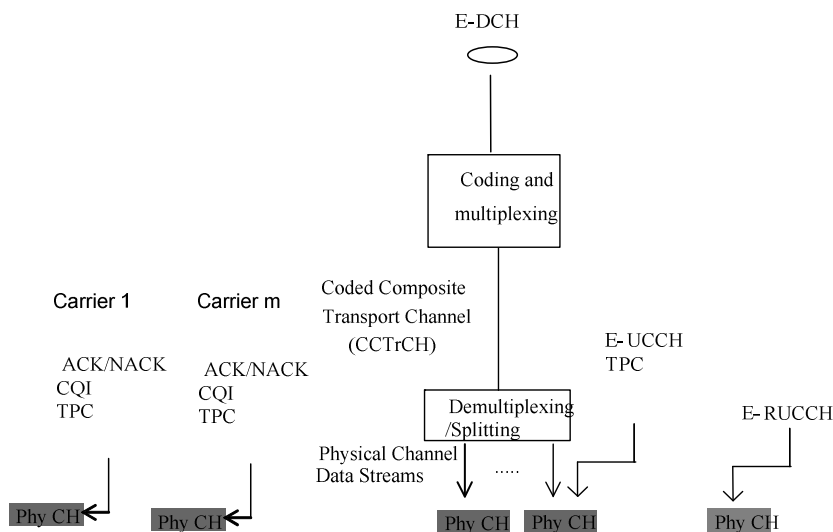 E-DCH
Coding and
multiplexing
Carrier 1
Carrier m
Coded Composite
Transport Channel
(CCTrCH)
ACK/NACK
CQI
TPC
ACK/NACK
CQI
TPC
E-UCCH
TPC
Demultiplexing
/Splitting
E-RUCCH
Physical Channel
Data Streams
.....
Phy CH
Phy CH
Phy CH
Phy CH
Phy CH